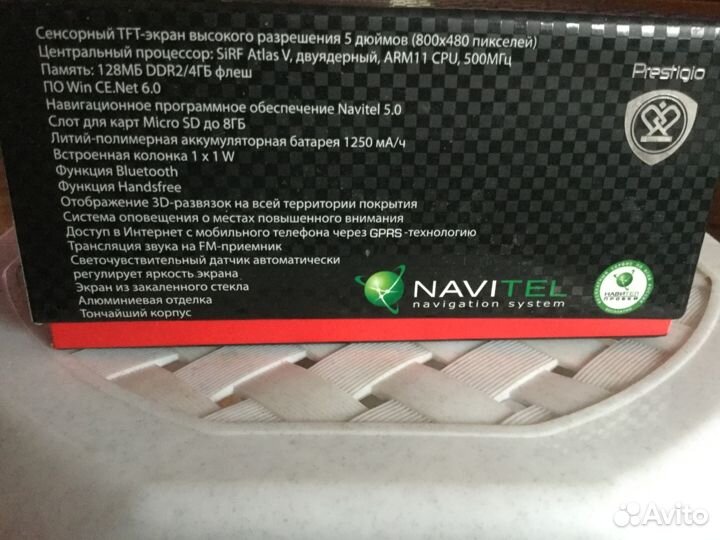 Сенсорный TFT-экран высокого разрешения 5 дюймов (800x480 пикселей)
Центральный процессор: SiRF Atlas V, двуядерный, ARM11 CPU, 500МГц
Память: 128МБ DDR2/4ГБ флеш
ПО Win CE.Net 6.0
Навигационное программное обеспечение Navitel 5.0
Слот для карт Micro SD до 8ГБ
Литий-полимерная аккумуляторная батарея 1250 мА/ч
Встроенная колонка 1 x 1 W
Функция Bluetooth
Функция Handsfree
Отображение 3D-развязок на всей территории покрытия
Система оповещения о местах повышенного внимания
Доступ в Интернет с мобильного телефона через GPRS-технологию
Трансляция звука на FM-приемник
Светочувствительный датчик автоматически
регулирует яркость экрана
Экран из закаленного стекла
Алюминиевая отделка
Тончайший корпус
Prestigio
NAVITEL
navigation system
НАВИТЕЛ
ПРОБКИ
Avito